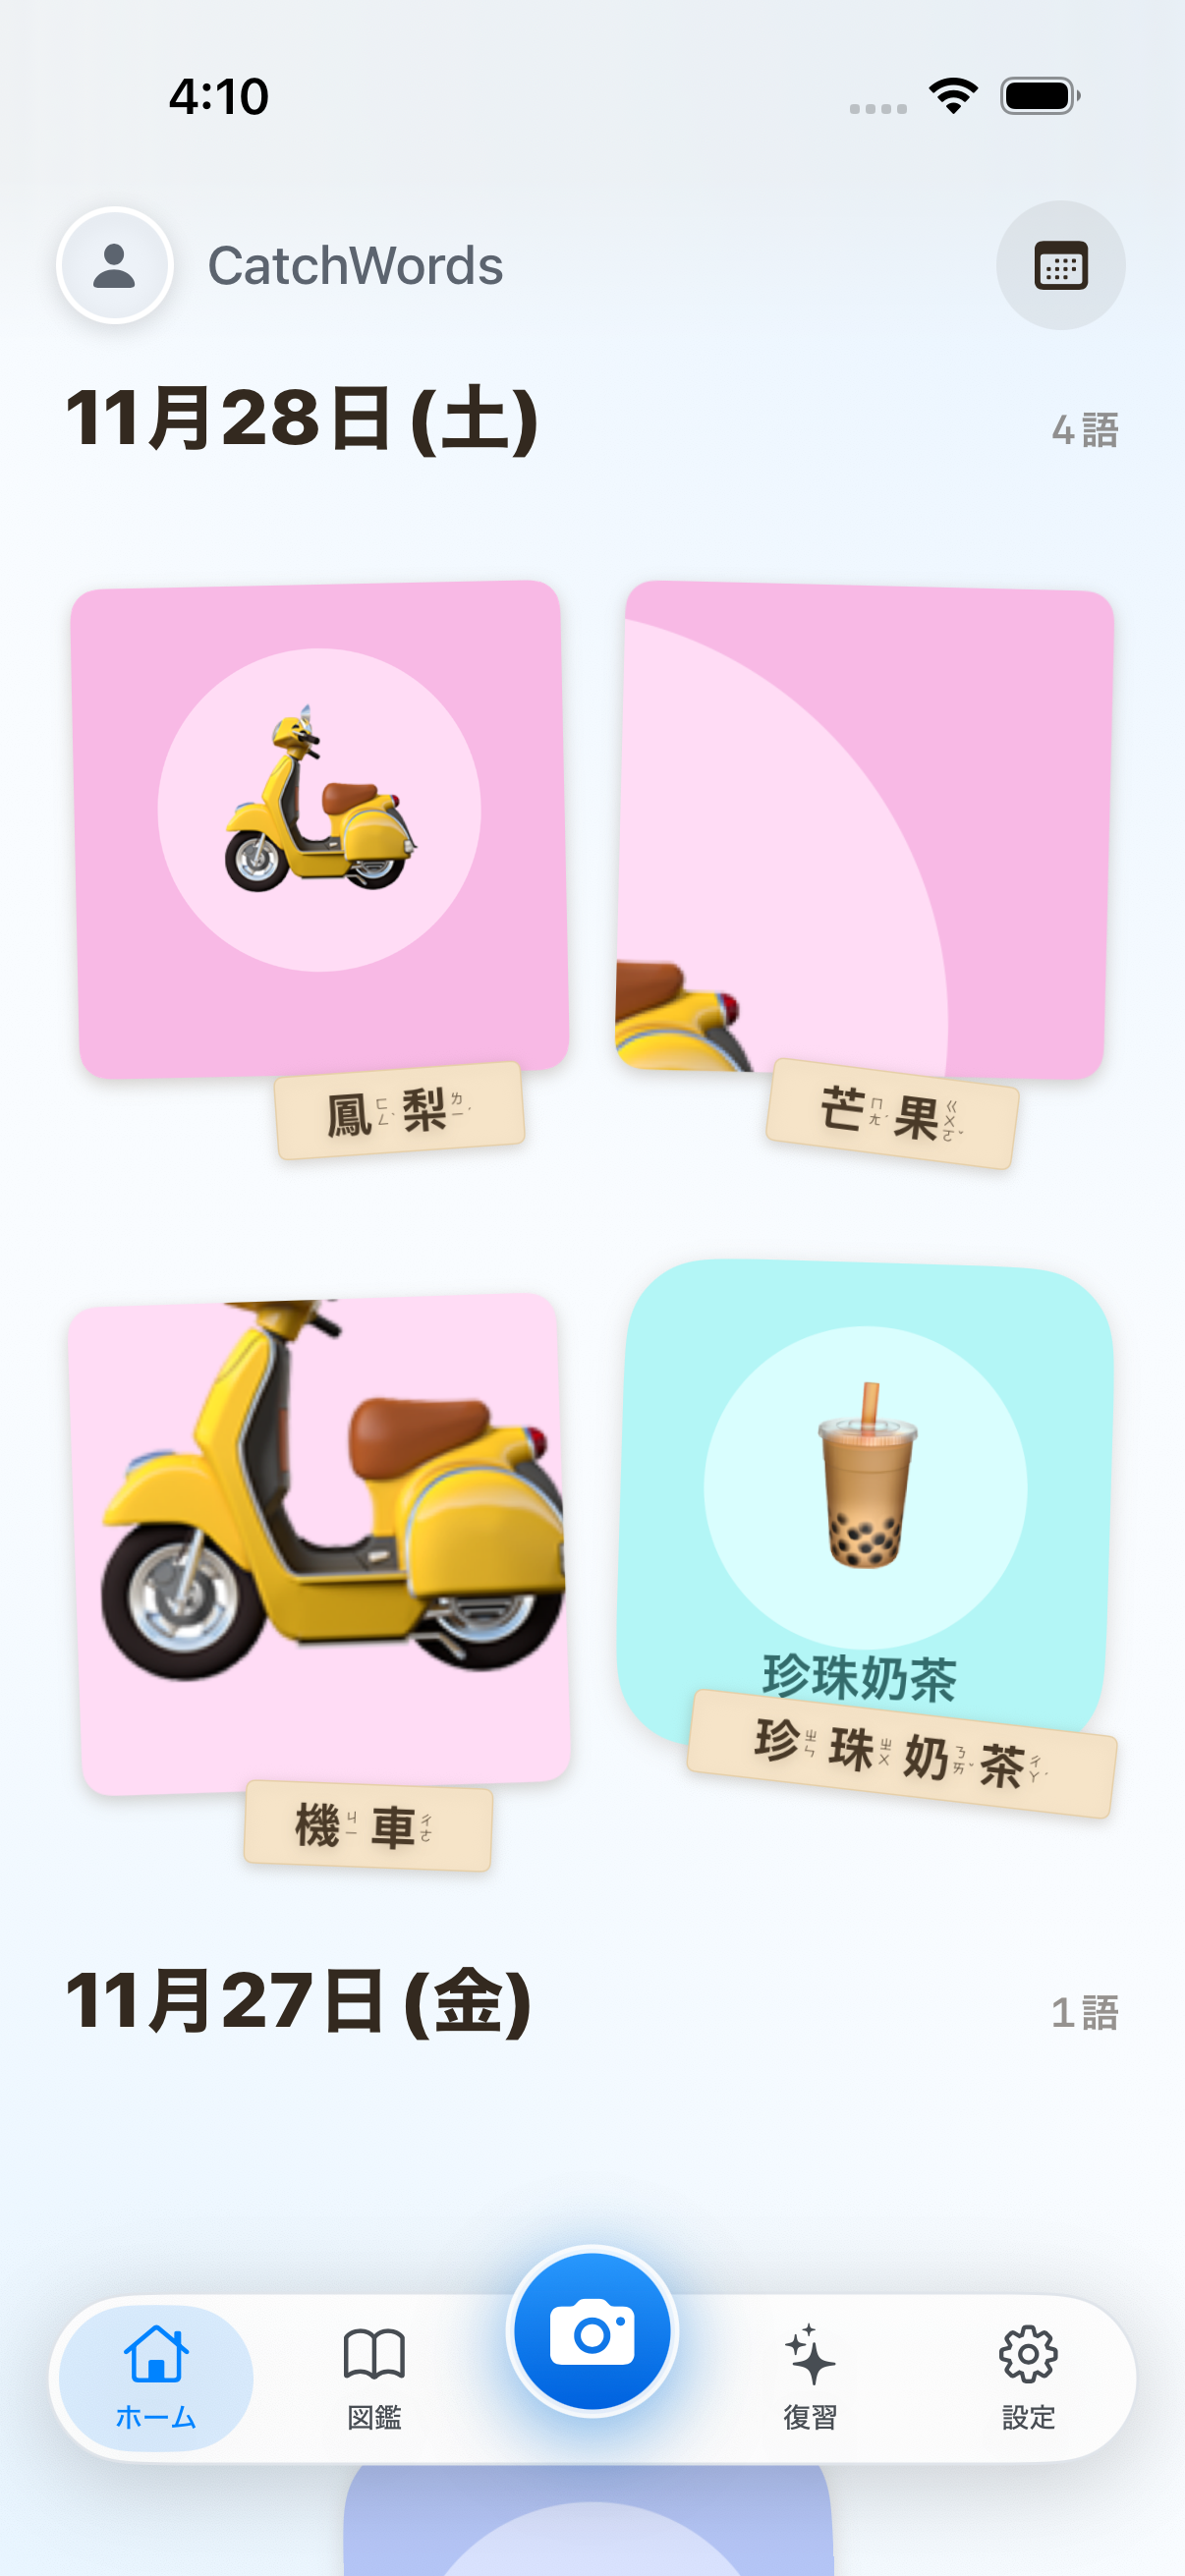 4:10
CatchWords
11月28日(土)
4語
鳳ㄈㄥˋ梨ㄌㄧˊ
芒ㄇㄤˊ果ㄍㄨㄛˇ
珍珠奶茶
珍ㄓㄣ珠ㄓㄨ奶ㄋㄞˇ茶ㄔㄚˊ
機ㄐㄧ車ㄔㄜ
11月27日(金)
1語
ホーム
図鑑
復習
設定